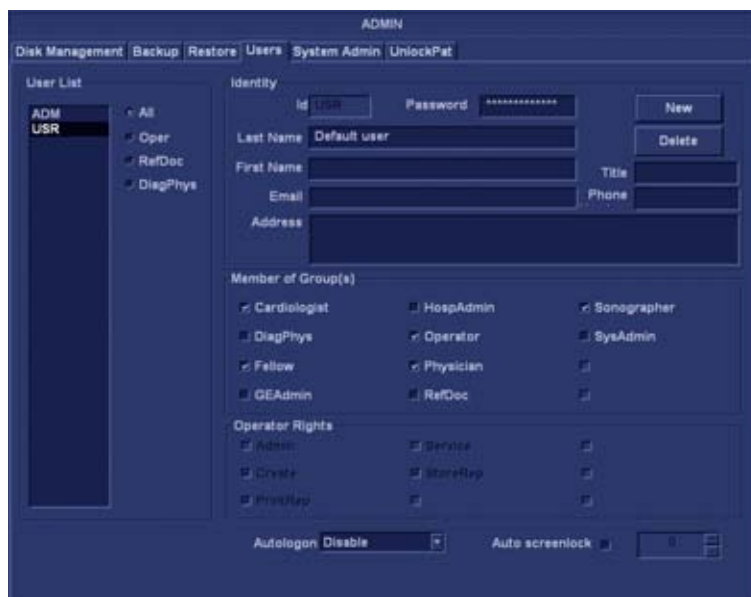 ADMIN
Disk Management Backup Restore Users System Admin UnlockPat
User List
ADM
USR
All
Oper
RefDoc
DiagPhys
Identity
Id USR Password *************
New
Last Name Default user
Delete
First Name
Title
Email
Phone
Address
Member of Group(s)
Cardiologist HospAdmin Sonographer
DiagPhys Operator SysAdmin
Fellow Physician
GEAdmin RefDoc
Operator Rights
Admin Service
Create StoreRep
PrintRep
Autologon Disable Auto screenlock 0